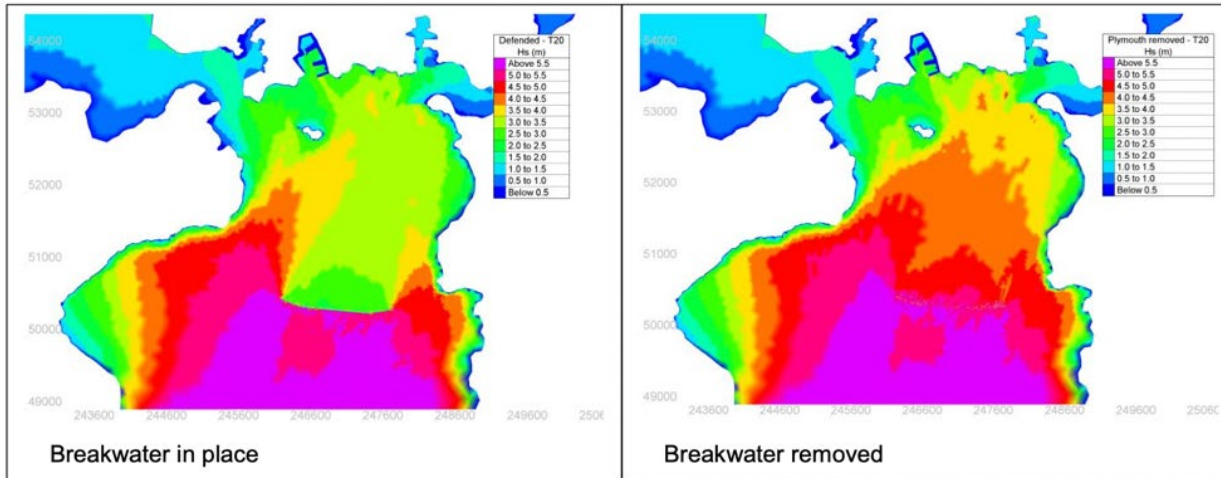 Defended - T20
Hs (m)
Above 5.5
5.0 to 5.5
4.5 to 5.0
4.0 to 4.5
3.5 to 4.0
3.0 to 3.5
2.5 to 3.0
2.0 to 2.5
1.5 to 2.0
1.0 to 1.5
0.5 to 1.0
Below 0.5
54000
53000
52000
51000
50000
49000
243600 244600 245600 246600 247600 248600 249600 2506
Breakwater in place
Plymouth removed - T20
Hs (m)
Above 5.5
5.0 to 5.5
4.5 to 5.0
4.0 to 4.5
3.5 to 4.0
3.0 to 3.5
2.5 to 3.0
2.0 to 2.5
1.5 to 2.0
1.0 to 1.5
0.5 to 1.0
Below 0.5
54000
53000
52000
51000
50000
49000
243600 244600 245600 246600 247600 248600 249600 25060
Breakwater removed